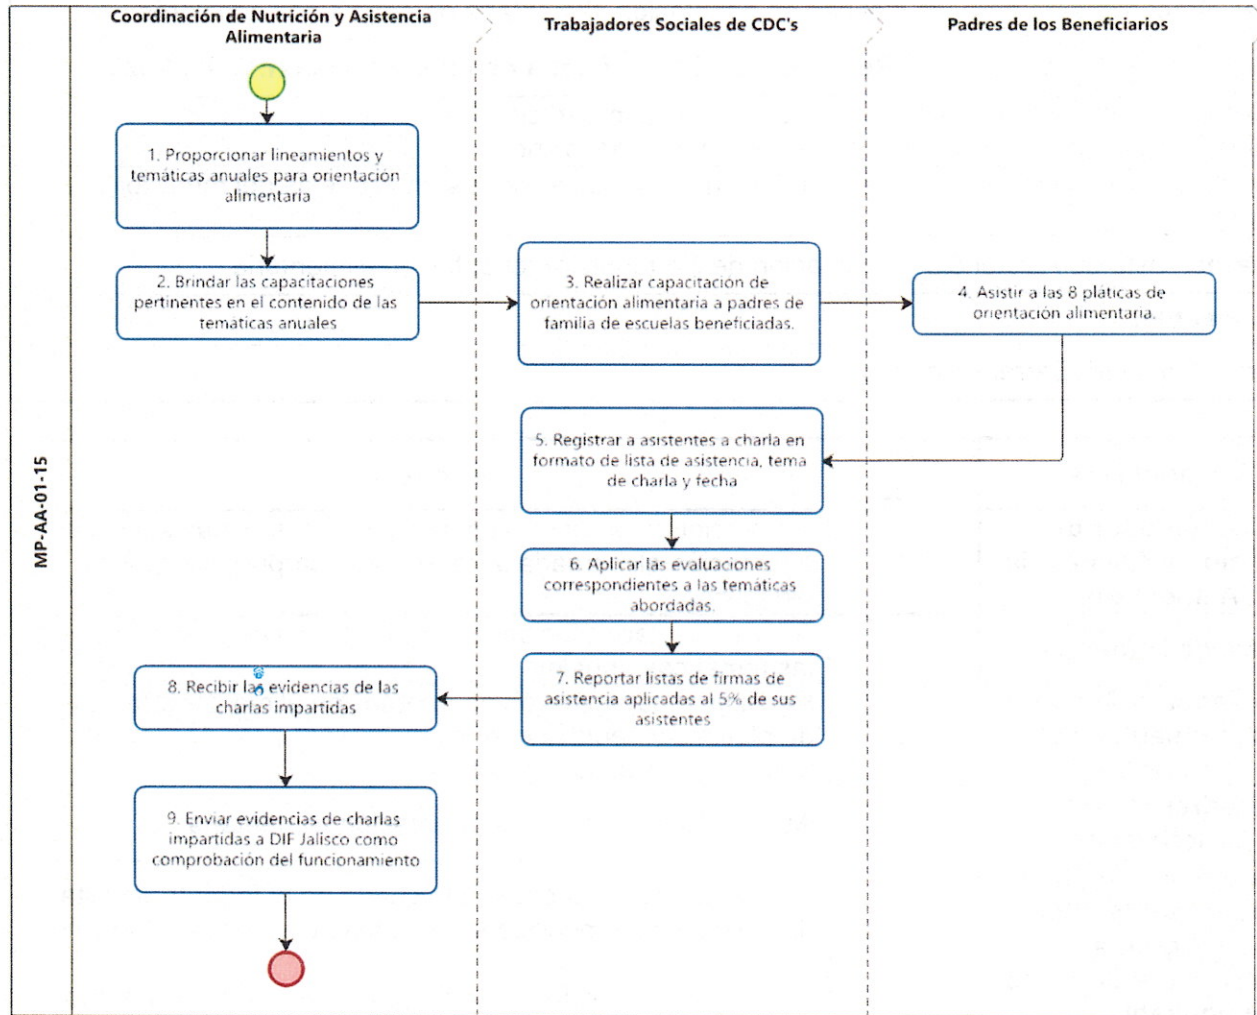 Coordinación de Nutrición y Asistencia
Alimentaria
Trabajadores Sociales de CDC's
Padres de los Beneficiarios
MP-AA-01-15
1. Proporcionar lineamientos y
temáticas anuales para orientación
alimentaria
2. Brindar las capacitaciones
pertinentes en el contenido de las
temáticas anuales
3. Realizar capacitación de
orientación alimentaria a padres de
familia de escuelas beneficiadas.
4. Asistir a las 8 pláticas de
orientación alimentaria.
5. Registrar a asistentes a charla en
formato de lista de asistencia, tema
de charla y fecha
6. Aplicar las evaluaciones
correspondientes a las temáticas
abordadas.
7. Reportar listas de firmas de
asistencia aplicadas al 5% de sus
asistentes
8. Recibir las evidencias de las
charlas impartidas
9. Enviar evidencias de charlas
impartidas a DIF Jalisco como
comprobación del funcionamiento